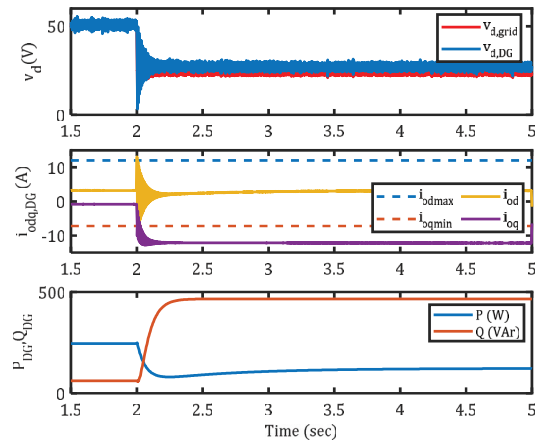 50
0
v_d(V)
v_d,grid
v_d,DG
1.5 2 2.5 3 3.5 4 4.5 5
10
0
-10
i_odq,DG (A)
i_odmax
i_oqmin
i_od
i_oq
1.5 2 2.5 3 3.5 4 4.5 5
500
0
P_DG,Q_DG
P (W)
Q (VAr)
1.5 2 2.5 3 3.5 4 4.5 5
Time (sec)